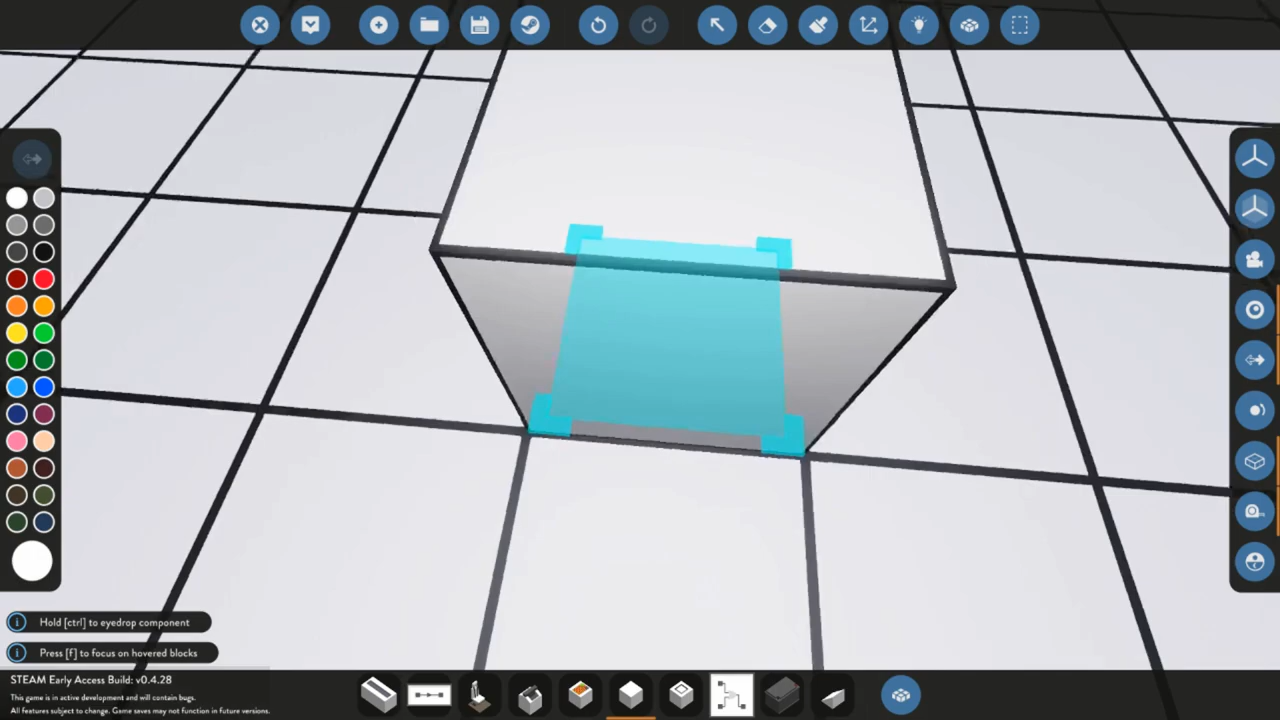 Hold [ctrl] to eyedrop component
Press [f] to focus on hovered blocks
STEAM Early Access Build: v0.4.28
This game is in active development and will contain bugs.
All features subject to change. Game seves may not function in future versions.